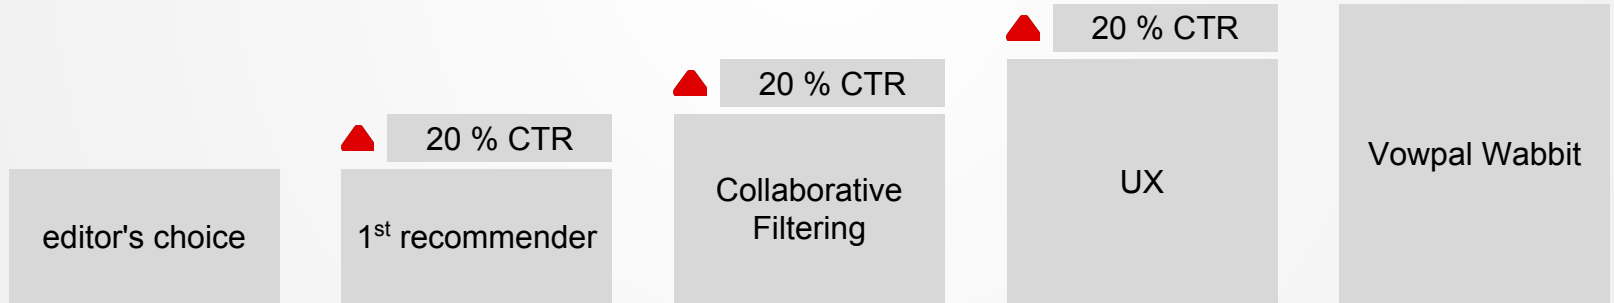 20 % CTR
20 % CTR
20 % CTR
editor's choice
1st recommender
Collaborative
Filtering
UX
Vowpal Wabbit